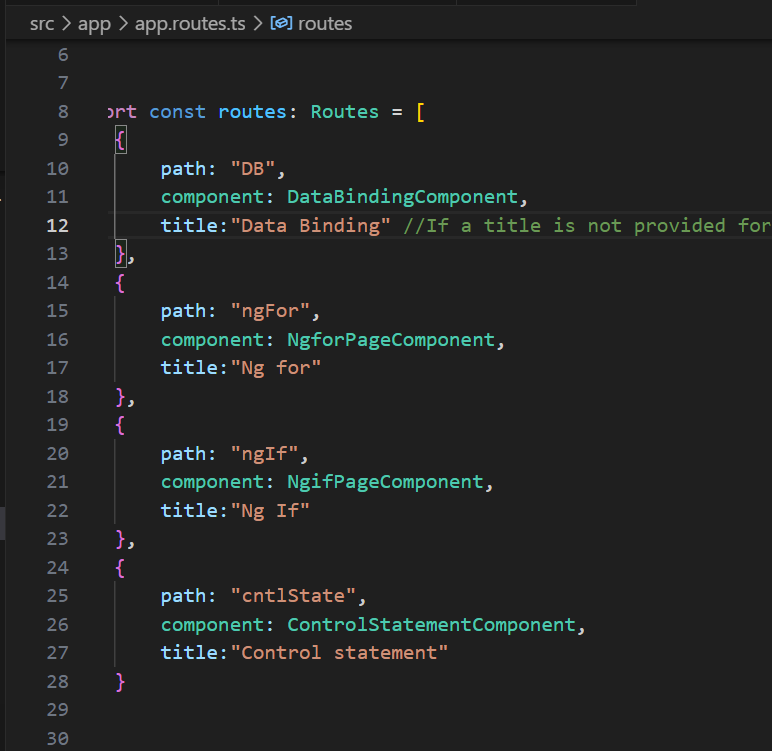 src > app > app.routes.ts > routes
6
7
8 ort const routes: Routes = [
9 {
10 path: "DB",
11 component: DataBindingComponent,
12 title:"Data Binding" //If a title is not provided for
13 },
14 {
15 path: "ngFor",
16 component: NgforPageComponent,
17 title:"Ng for"
18 },
19 {
20 path: "ngIf",
21 component: NgifPageComponent,
22 title:"Ng If"
23 },
24 {
25 path: "cntlState",
26 component: ControlStatementComponent,
27 title:"Control statement"
28 }
29
30